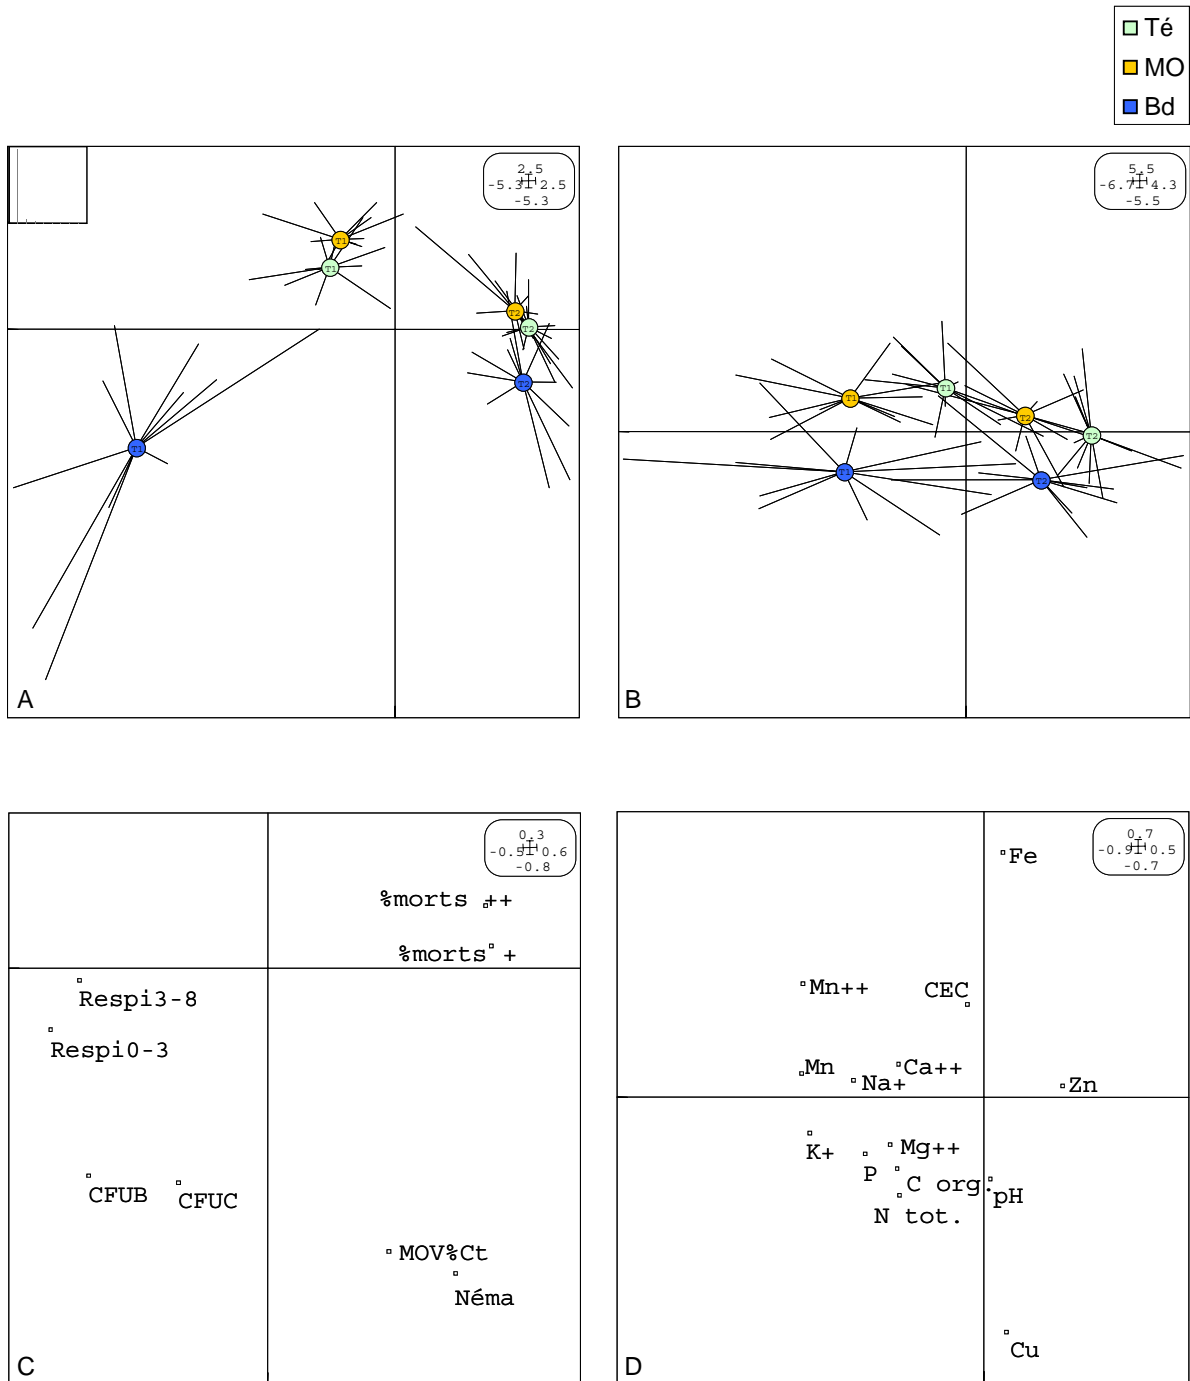 Té
MO
Bd
2.5
-5.3 2.5
-5.3
T1
T1
T2
T2
T2
T1
A
5.5
-6.7 4.3
-5.5
T1
T1
T2
T2
T1
T2
B
0.3
-0.5 0.6
-0.8
%morts ++
%morts +
Respi3-8
Respi0-3
CFUB
CFUC
MOV%Ct
Néma
C
0.7
-0.9 0.5
-0.7
Fe
Mn++
CEC
Mn
Ca++
Na+
Zn
K+
Mg++
P
C org.
pH
N tot.
Cu
D